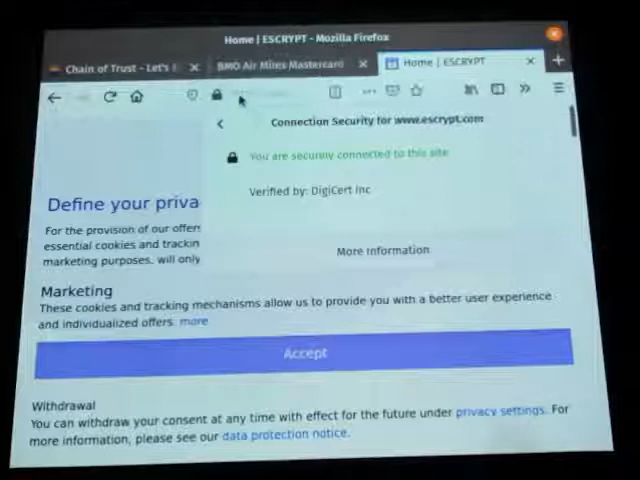 Home | ESCRYPT - Mozilla Firefox
Chain of Trust - Let's E
BMO Air Miles Mastercard
Home | ESCRYPT
Connection Security for www.escrypt.com
You are securely connected to this site
Verified by: DigiCert Inc
More Information
Define your priva
For the provision of our offers
essential cookies and trackin
marketing purposes. will only
Marketing
These cookies and tracking mechanisms allow us to provide you with a better user experience
and individualized offers. more
Accept
Withdrawal
You can withdraw your consent at any time with effect for the future under privacy settings. For
more information, please see our data protection notice.